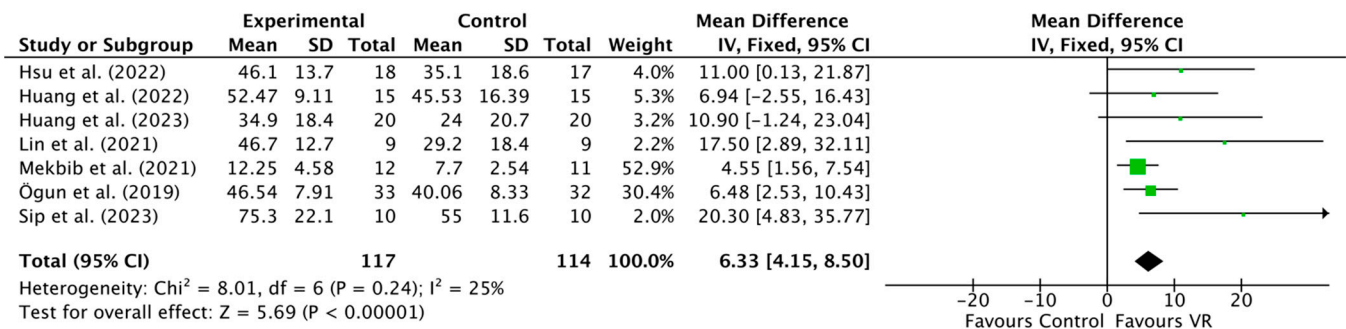 Experimental Control Mean Difference Mean Difference
Study or Subgroup Mean SD Total Mean SD Total Weight IV, Fixed, 95% CI IV, Fixed, 95% CI
Hsu et al. (2022) 46.1 13.7 18 35.1 18.6 17 4.0% 11.00 [0.13, 21.87]
Huang et al. (2022) 52.47 9.11 15 45.53 16.39 15 5.3% 6.94 [−2.55, 16.43]
Huang et al. (2023) 34.9 18.4 20 24 20.7 20 3.2% 10.90 [−1.24, 23.04]
Lin et al. (2021) 46.7 12.7 9 29.2 18.4 9 2.2% 17.50 [2.89, 32.11]
Mekbib et al. (2021) 12.25 4.58 12 7.7 2.54 11 52.9% 4.55 [1.56, 7.54]
Ögun et al. (2019) 46.54 7.91 33 40.06 8.33 32 30.4% 6.48 [2.53, 10.43]
Sip et al. (2023) 75.3 22.1 10 55 11.6 10 2.0% 20.30 [4.83, 35.77]
Total (95% CI) 117 114 100.0% 6.33 [4.15, 8.50]
Heterogeneity: Chi² = 8.01, df = 6 (P = 0.24); I² = 25%
Test for overall effect: Z = 5.69 (P < 0.00001)
−20 −10 0 10 20
Favours Control Favours VR